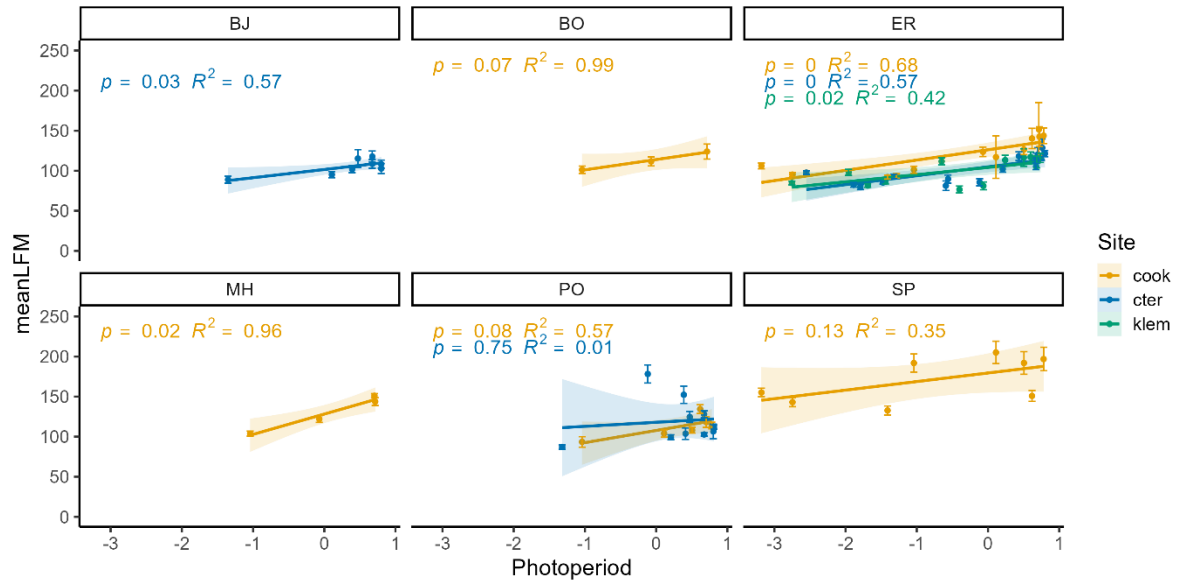 BJ BO ER
250
200
150
100
50
0
p = 0.03 R² = 0.57
p = 0.07 R² = 0.99
p = 0 R² = 0.68
p = 0 R² = 0.57
p = 0.02 R² = 0.42
MH PO SP
250
200
150
100
50
0
p = 0.02 R² = 0.96
p = 0.08 R² = 0.57
p = 0.75 R² = 0.01
p = 0.13 R² = 0.35
-3 -2 -1 0 1 -3 -2 -1 0 1 -3 -2 -1 0 1
Photoperiod
meanLFM
Site
cook
cter
klem